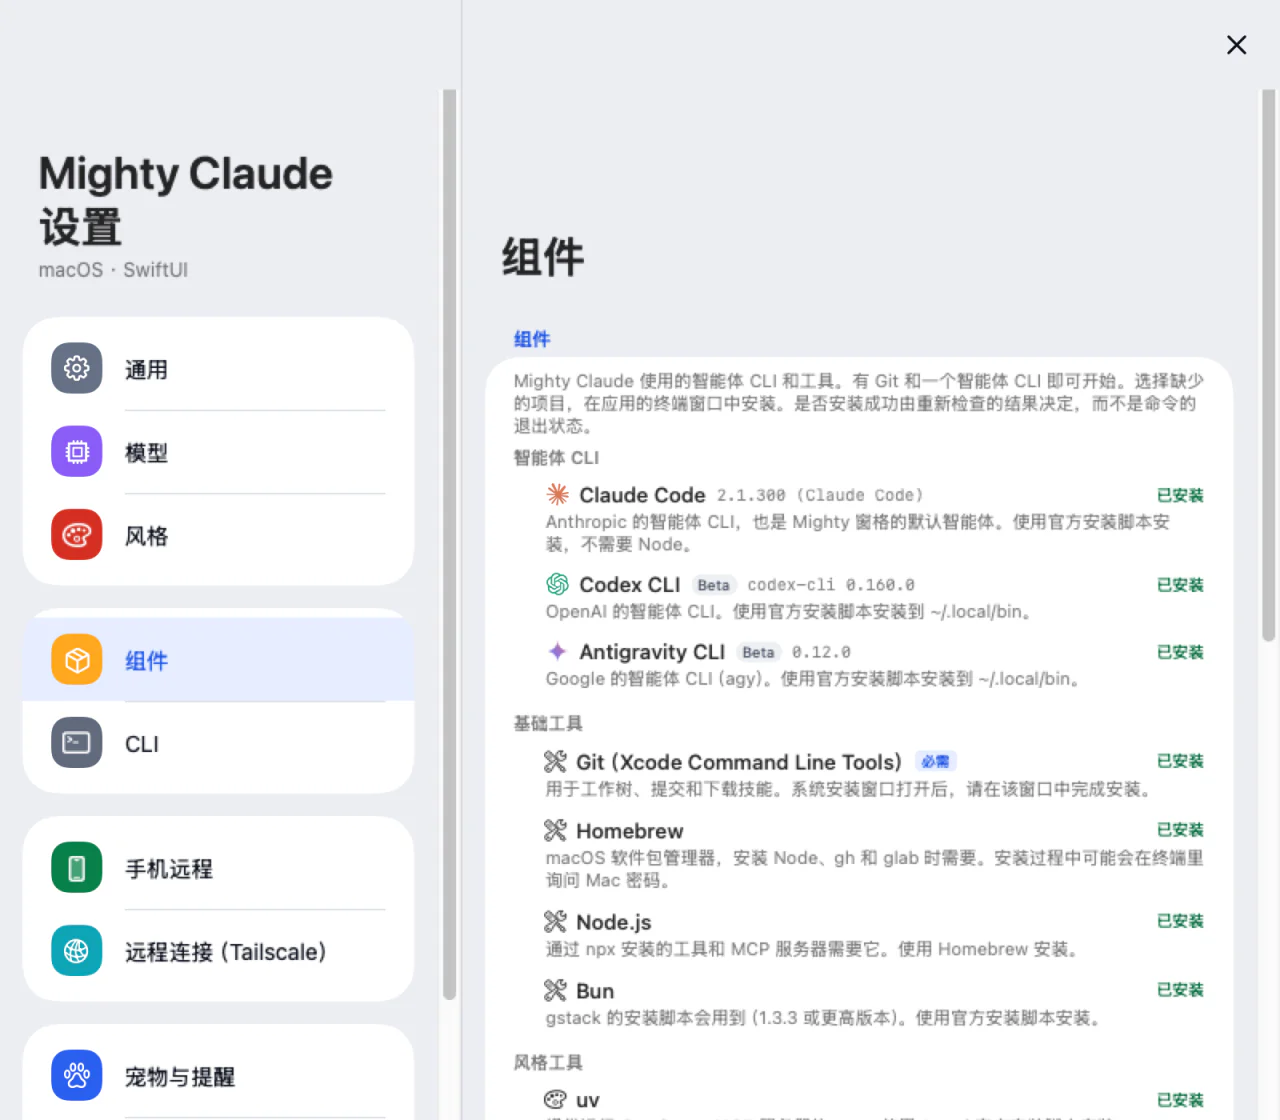 Mighty Claude
设置
macOS · SwiftUI
通用
模型
风格
组件
CLI
手机远程
远程连接 (Tailscale)
宠物与提醒
组件
组件
Mighty Claude 使用的智能体 CLI 和工具。有 Git 和一个智能体 CLI 即可开始。选择缺少
的项目，在应用的终端窗口中安装。是否安装成功由重新检查的结果决定，而不是命令的
退出状态。
智能体 CLI
Claude Code 2.1.300 (Claude Code) 已安装
Anthropic 的智能体 CLI，也是 Mighty 窗格的默认智能体。使用官方安装脚本安
装，不需要 Node。
Codex CLI Beta codex-cli 0.160.0 已安装
OpenAI 的智能体 CLI。使用官方安装脚本安装到 ~/.local/bin。
Antigravity CLI Beta 0.12.0 已安装
Google 的智能体 CLI (agy)。使用官方安装脚本安装到 ~/.local/bin。
基础工具
Git (Xcode Command Line Tools) 必需 已安装
用于工作树、提交和下载技能。系统安装窗口打开后，请在该窗口中完成安装。
Homebrew 已安装
macOS 软件包管理器，安装 Node、gh 和 glab 时需要。安装过程中可能会在终端里
询问 Mac 密码。
Node.js 已安装
通过 npx 安装的工具和 MCP 服务器需要它。使用 Homebrew 安装。
Bun 已安装
gstack 的安装脚本会用到 (1.3.3 或更高版本)。使用官方安装脚本安装。
风格工具
uv 已安装